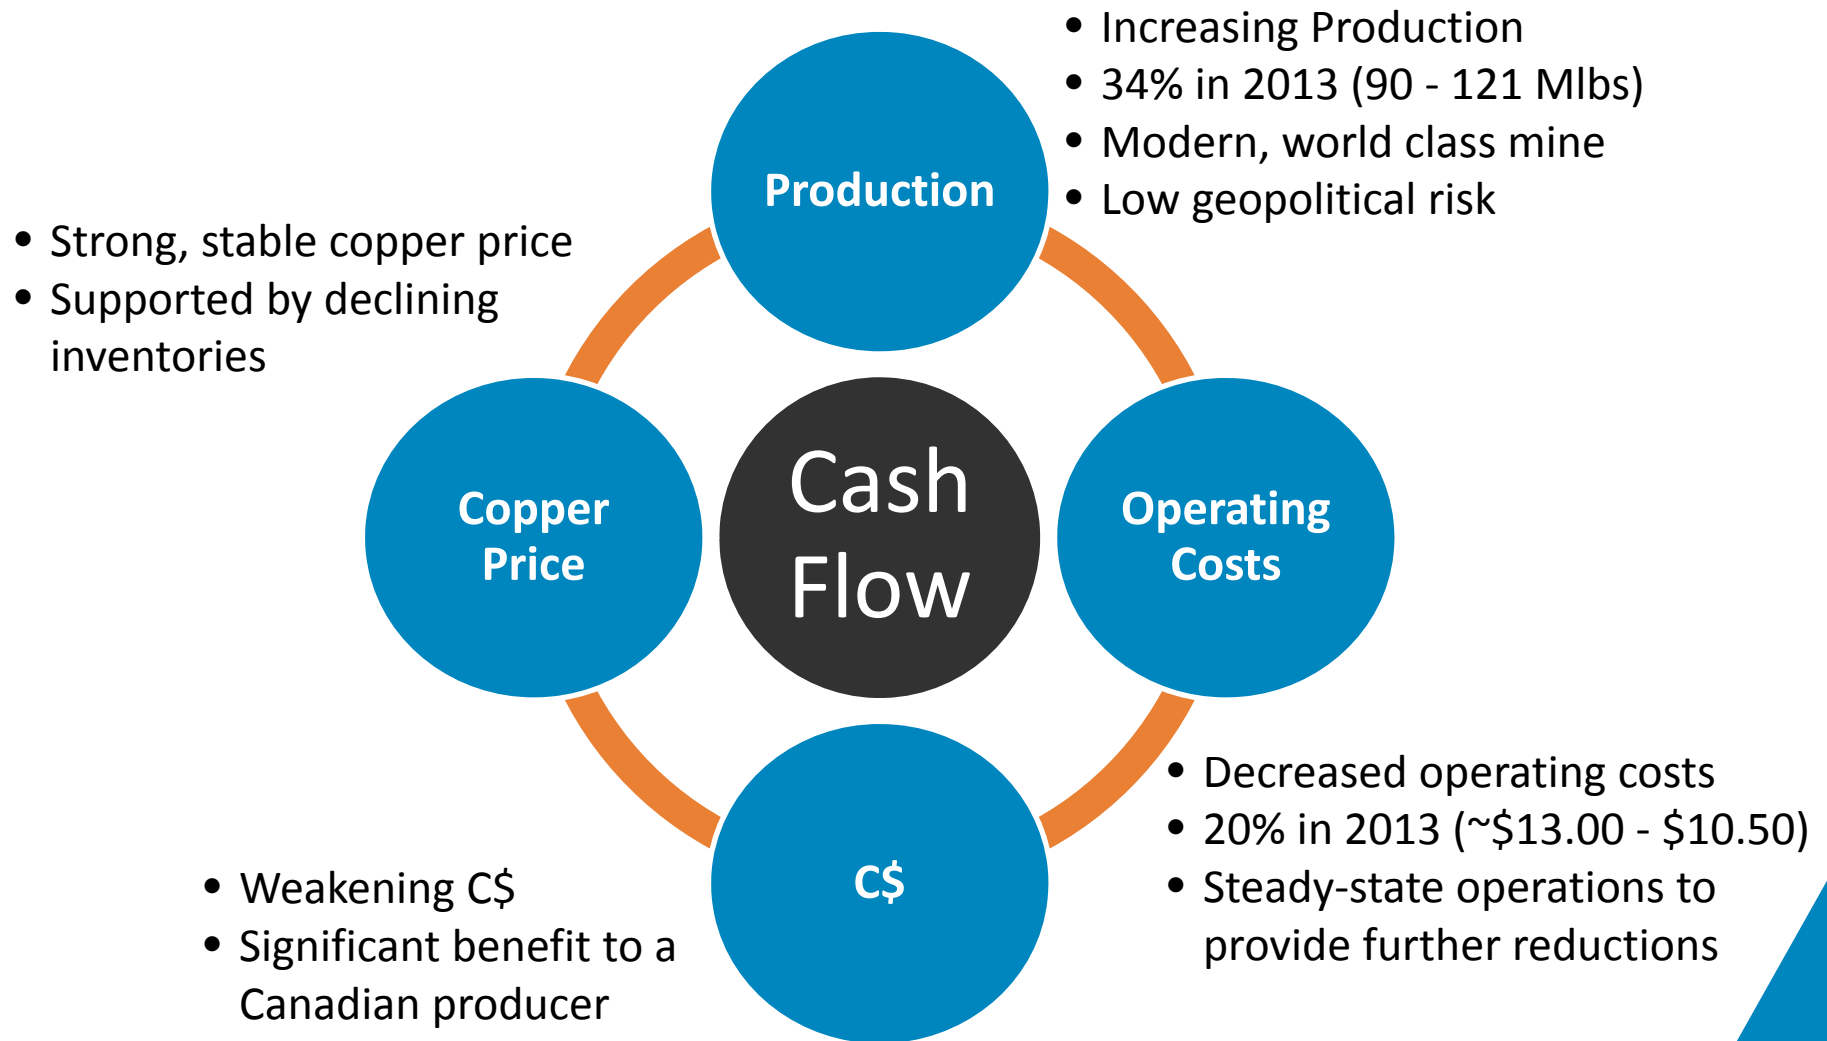 • Increasing Production
• 34% in 2013 (90 - 121 Mlbs)
• Modern, world class mine
• Low geopolitical risk
Production
• Strong, stable copper price
• Supported by declining
inventories
Copper
Price
Cash
Flow
Operating
Costs
• Decreased operating costs
• 20% in 2013 (~$13.00 - $10.50)
• Steady-state operations to
provide further reductions
C$
• Weakening C$
• Significant benefit to a
Canadian producer